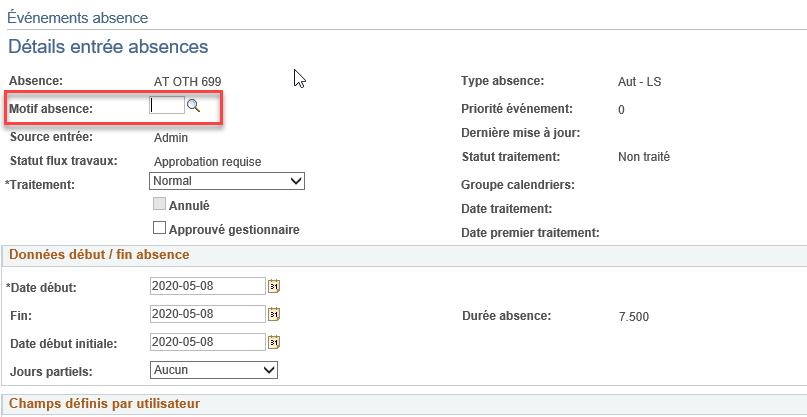 Événements absence
Détails entrée absences
Absence: AT OTH 699 Type absence: Aut - LS
Motif absence: Priorité événement: 0
Source entrée: Admin Dernière mise à jour:
Statut flux travaux: Approbation requise Statut traitement: Non traité
*Traitement: Normal Groupe calendriers:
Annulé Date traitement:
Approuvé gestionnaire Date premier traitement:
Données début / fin absence
*Date début: 2020-05-08 31
Fin: 2020-05-08 31 Durée absence: 7.500
Date début initiale: 2020-05-08 31
Jours partiels: Aucun
Champs définis par utilisateur